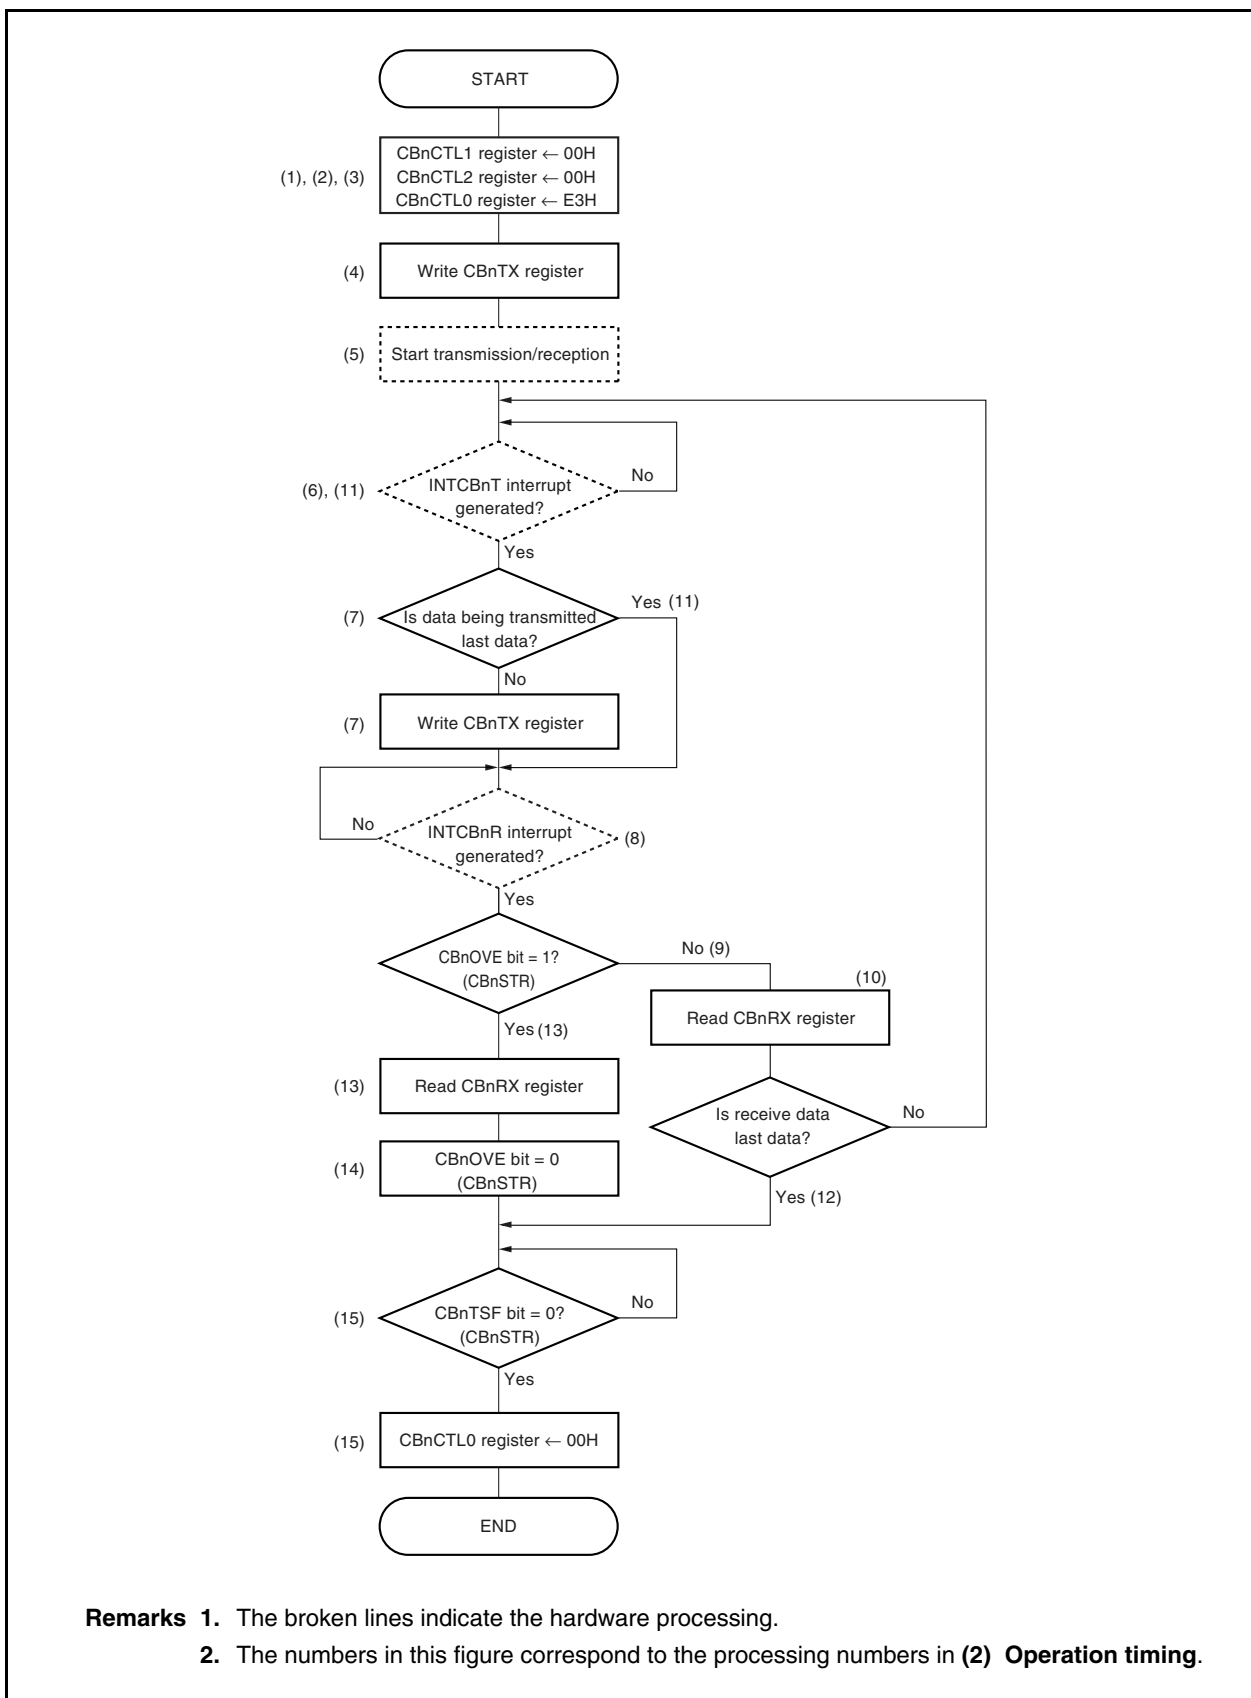 START
(1), (2), (3)
CBnCTL1 register ← 00H
CBnCTL2 register ← 00H
CBnCTL0 register ← E3H
(4)
Write CBnTX register
(5)
Start transmission/reception
(6), (11)
INTCBnT interrupt
generated?
No
Yes
(7)
Is data being transmitted
last data?
Yes (11)
No
(7)
Write CBnTX register
No
INTCBnR interrupt
generated?
(8)
Yes
CBnOVE bit = 1?
(CBnSTR)
No (9)
(10)
Read CBnRX register
Yes (13)
(13)
Read CBnRX register
Is receive data
last data?
No
(14)
CBnOVE bit = 0
(CBnSTR)
Yes (12)
(15)
CBnTSF bit = 0?
(CBnSTR)
No
Yes
(15)
CBnCTL0 register ← 00H
END
Remarks 1. The broken lines indicate the hardware processing.
2. The numbers in this figure correspond to the processing numbers in (2) Operation timing.